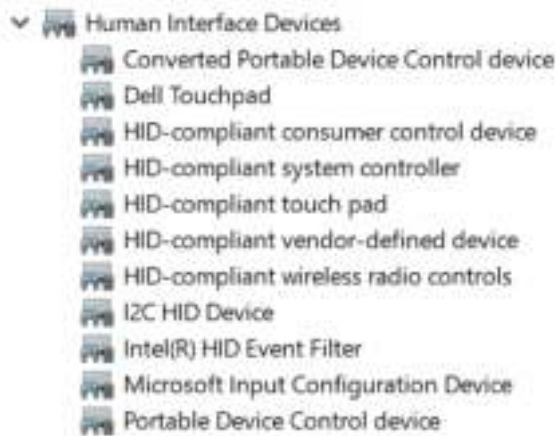 Human Interface Devices
Converted Portable Device Control device
Dell Touchpad
HID-compliant consumer control device
HID-compliant system controller
HID-compliant touch pad
HID-compliant vendor-defined device
HID-compliant wireless radio controls
I2C HID Device
Intel(R) HID Event Filter
Microsoft Input Configuration Device
Portable Device Control device